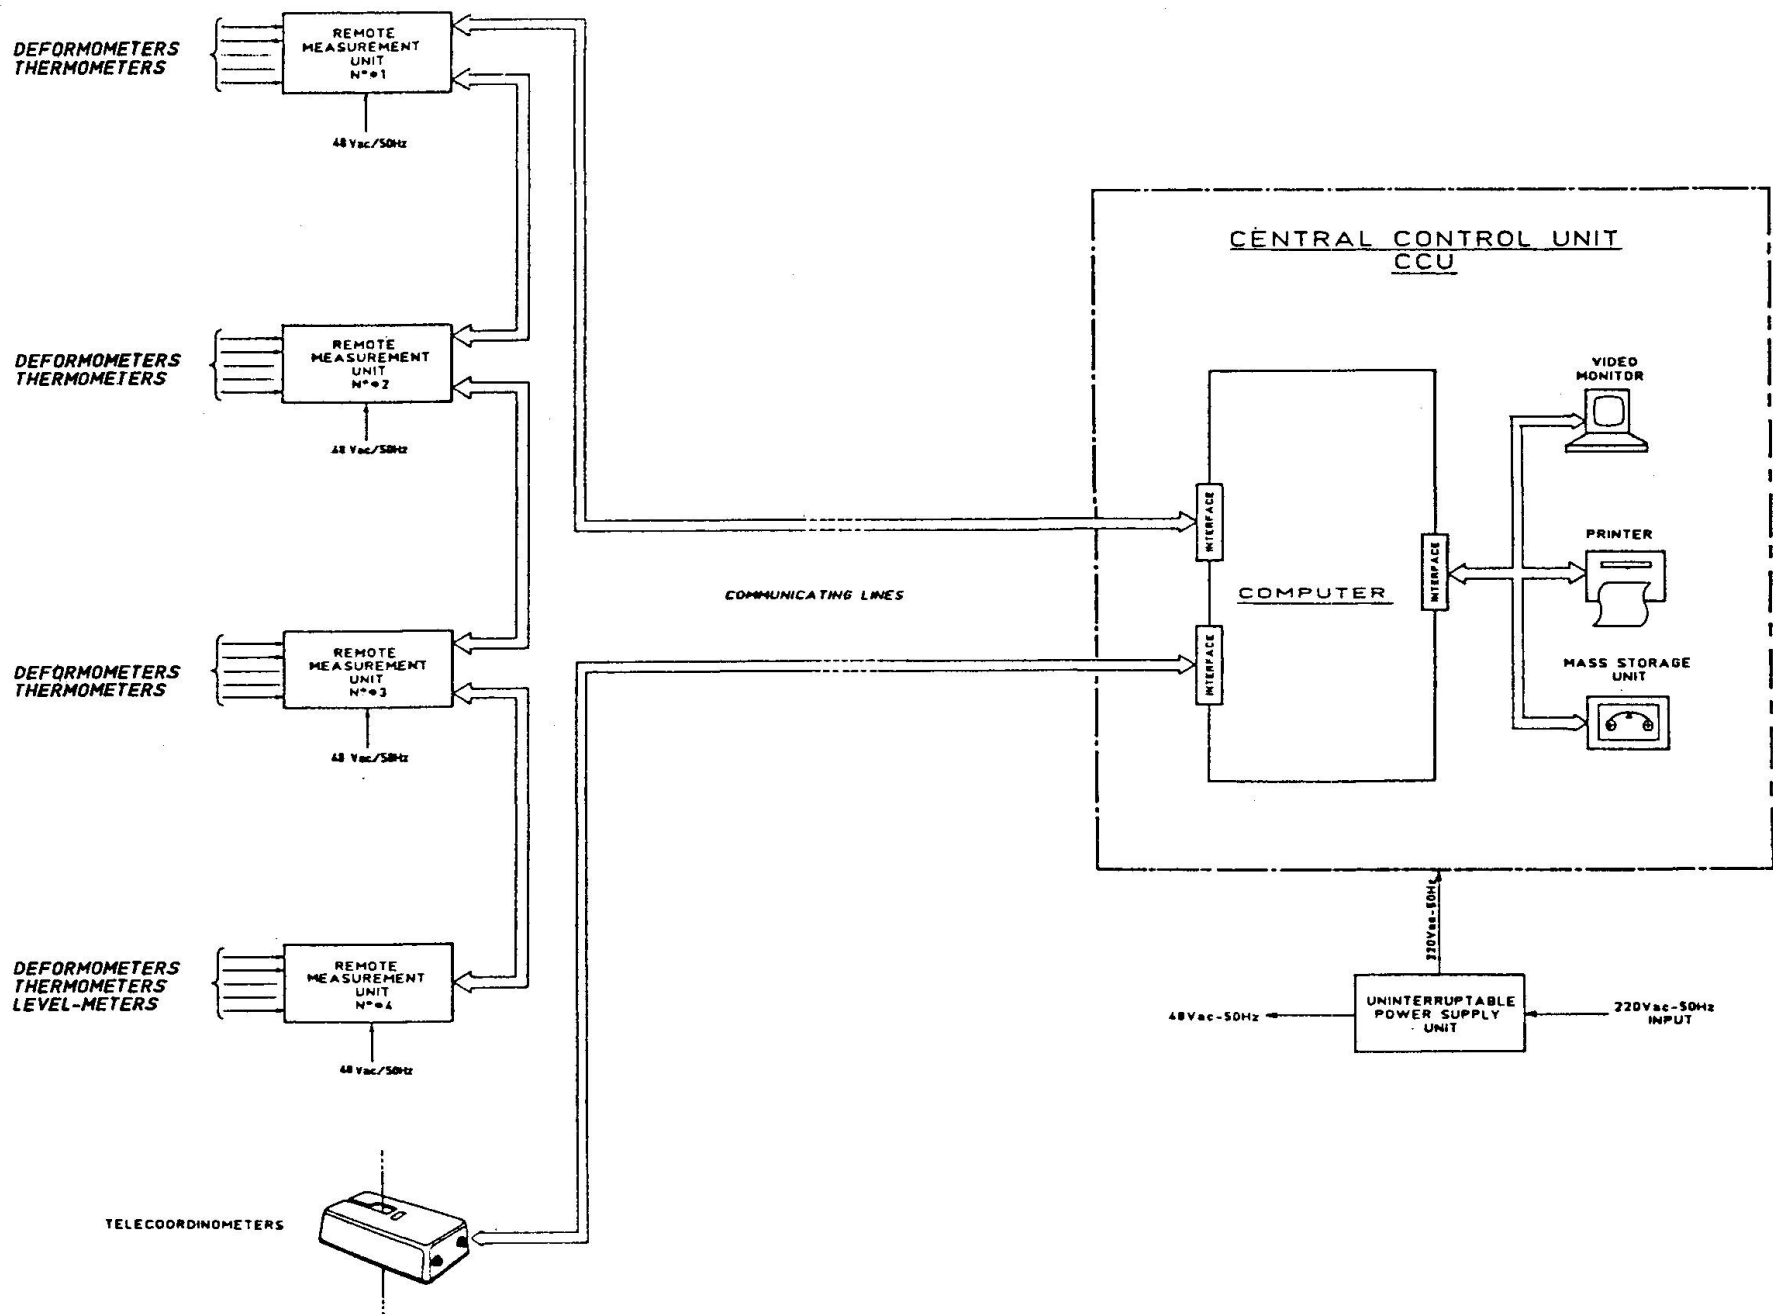 DEFORMOMETERS
THERMOMETERS
REMOTE
MEASUREMENT
UNIT
N°•1
48 Vac/50Hz
DEFORMOMETERS
THERMOMETERS
REMOTE
MEASUREMENT
UNIT
N°•2
48 Vac/50Hz
DEFORMOMETERS
THERMOMETERS
REMOTE
MEASUREMENT
UNIT
N°•3
48 Vac/50Hz
DEFORMOMETERS
THERMOMETERS
LEVEL-METERS
REMOTE
MEASUREMENT
UNIT
N°•4
48 Vac/50Hz
TELECOORDINOMETERS
COMMUNICATING LINES
CENTRAL CONTROL UNIT
CCU
INTERFACE
INTERFACE
COMPUTER
INTERFACE
VIDEO
MONITOR
PRINTER
MASS STORAGE
UNIT
220Vac-50Hz
48Vac-50Hz
UNINTERRUPTABLE
POWER SUPPLY
UNIT
220Vac-50Hz
INPUT